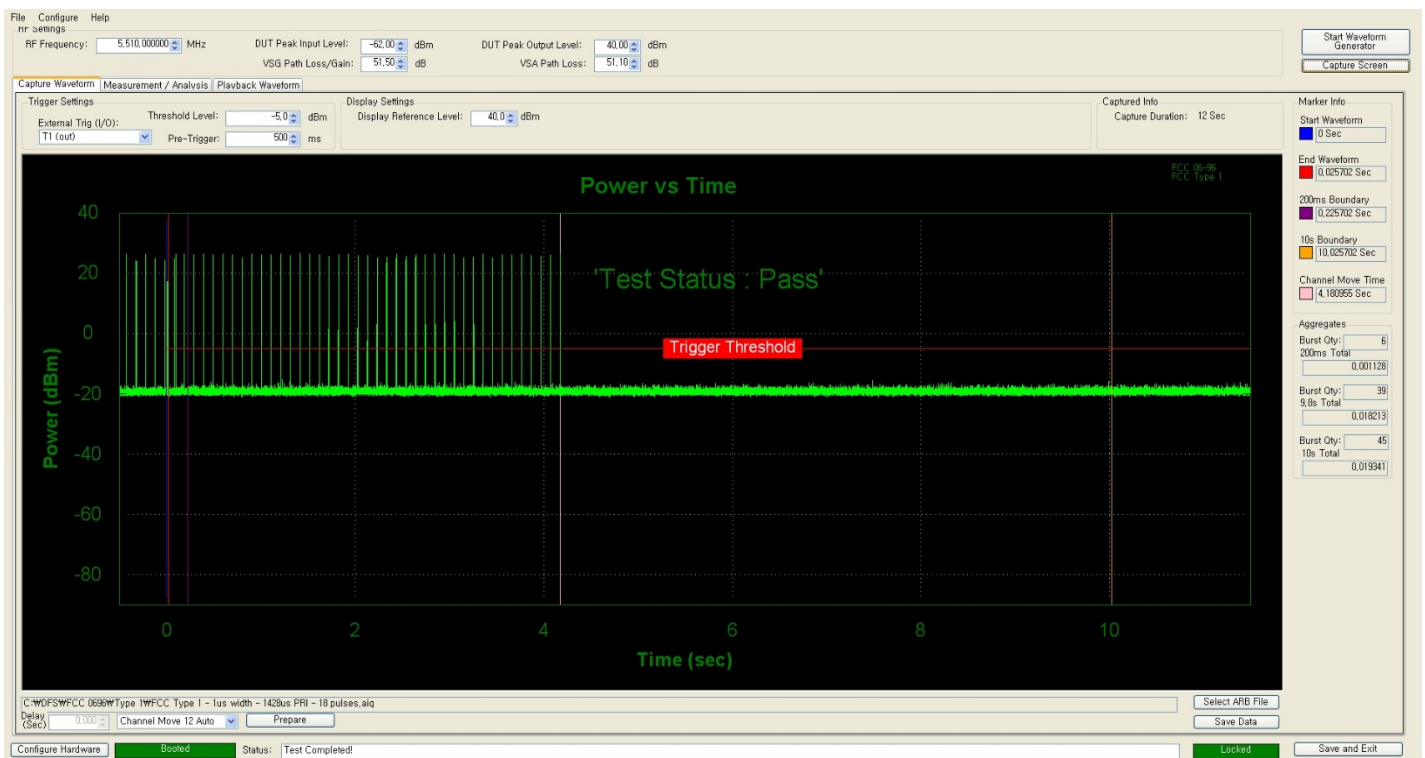 File Configure Help
RF Settings
RF Frequency: 5,510,000000 MHz DUT Peak Input Level: -62,00 dBm DUT Peak Output Level: 40,00 dBm
VSG Path Loss/Gain: 51,50 dB VSA Path Loss: 51,10 dB
Start Waveform Generator
Capture Screen
Capture Waveform Measurement / Analysis Playback Waveform
Trigger Settings
External Trig (I/O): Threshold Level: -5,0 dBm
T1 (out) Pre-Trigger: 500 ms
Display Settings
Display Reference Level: 40,0 dBm
Captured Info
Capture Duration: 12 Sec
Marker Info
Start Waveform
0 Sec
End Waveform
0,025702 Sec
200ms Boundary
0,225702 Sec
10s Boundary
10,025702 Sec
Channel Move Time
4,180955 Sec
Aggregates
Burst Qty: 6
200ms Total
0,001128
Burst Qty: 39
9,8s Total
0,018213
Burst Qty: 45
10s Total
0,019341
FCC 06-96
FCC Type 1
Power vs Time
'Test Status : Pass'
Trigger Threshold
Power (dBm)
40
20
0
-20
-40
-60
-80
0 2 4 6 8 10
Time (sec)
C:₩DFS₩FCC 0696₩Type 1₩FCC Type 1 - 1us width - 1428us PRI - 18 pulses,aiq
Select ARB File
Delay (Sec) 0,000 Channel Move 12 Auto Prepare
Save Data
Configure Hardware Booted Status: Test Completed! Locked Save and Exit